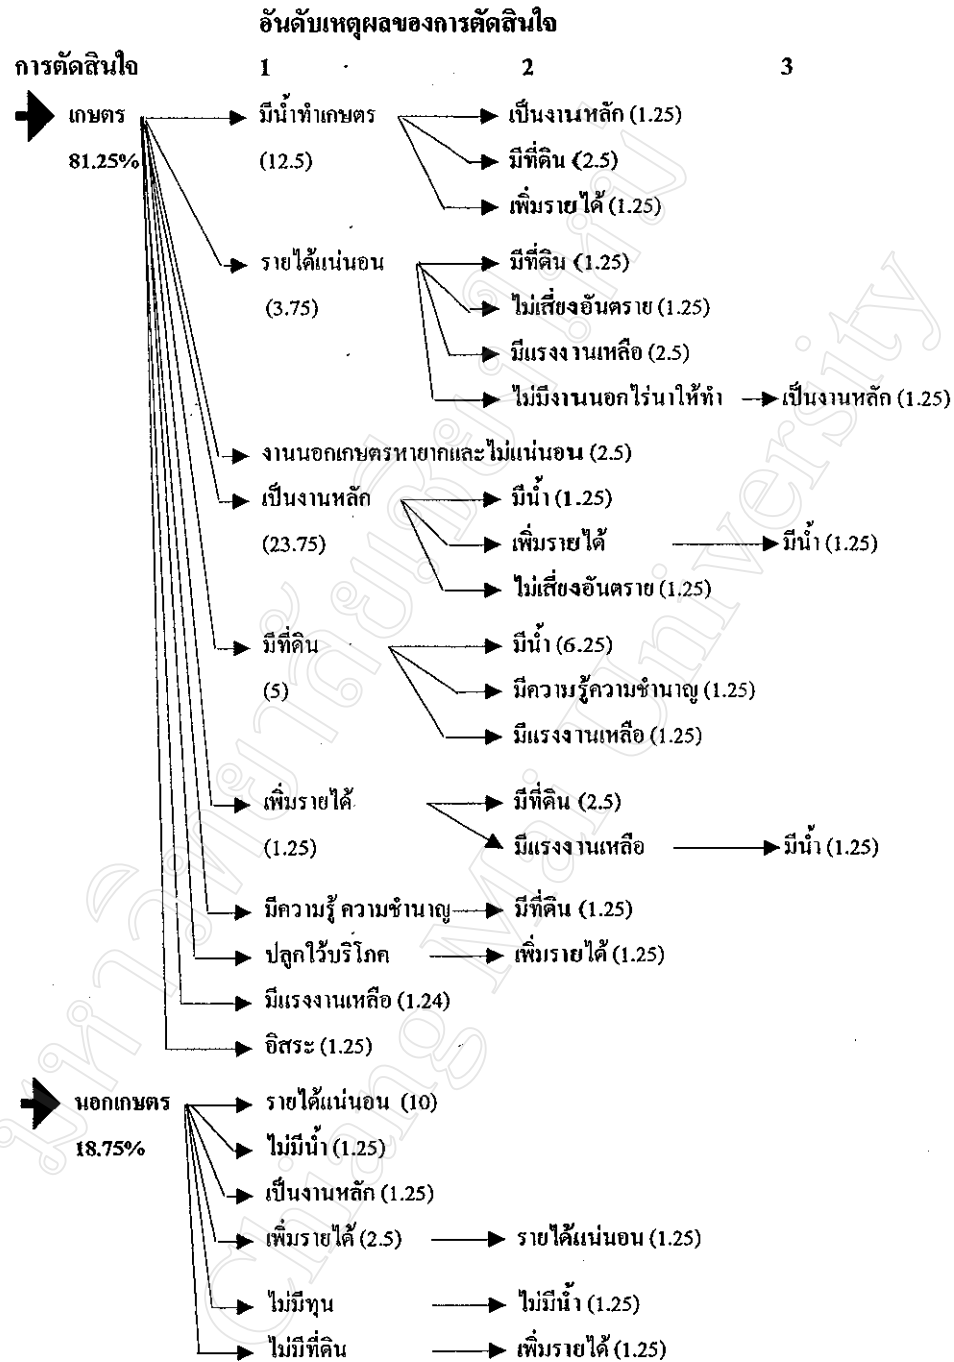 อันดับเหตุผลของการตัดสินใจ
การตัดสินใจ 1 2 3
เกษตร มีน้ำทำเกษตร เป็นงานหลัก (1.25)
81.25% (12.5) มีที่ดิน (2.5)
เพิ่มรายได้ (1.25)
รายได้แน่นอน มีที่ดิน (1.25)
(3.75) ไม่เสี่ยงอันตราย (1.25)
มีแรงงานเหลือ (2.5)
ไม่มีงานนอกไร่นาให้ทำ เป็นงานหลัก (1.25)
งานนอกเกษตรหายากและไม่แน่นอน (2.5)
เป็นงานหลัก มีน้ำ (1.25)
(23.75) เพิ่มรายได้ มีน้ำ (1.25)
ไม่เสี่ยงอันตราย (1.25)
มีที่ดิน มีน้ำ (6.25)
(5) มีความรู้ความชำนาญ (1.25)
มีแรงงานเหลือ (1.25)
เพิ่มรายได้ มีที่ดิน (2.5)
(1.25) มีแรงงานเหลือ มีน้ำ (1.25)
มีความรู้ ความชำนาญ มีที่ดิน (1.25)
ปลูกไว้บริโภค เพิ่มรายได้ (1.25)
มีแรงงานเหลือ (1.24)
อิสระ (1.25)
นอกเกษตร รายได้แน่นอน (10)
18.75% ไม่มีน้ำ (1.25)
เป็นงานหลัก (1.25)
เพิ่มรายได้ (2.5) รายได้แน่นอน (1.25)
ไม่มีทุน ไม่มีน้ำ (1.25)
ไม่มีที่ดิน เพิ่มรายได้ (1.25)
มหาวิทยาลัยเชียงใหม่
Chiang Mai University